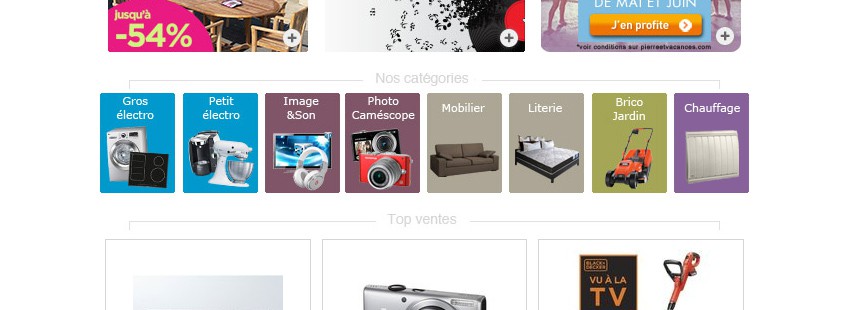 jusqu'à
-54%
DE MAI ET JUIN
J'en profite
*voir conditions sur pierreetvacances.com
Nos catégories
Gros
électro
Petit
électro
Image
&Son
Photo
Caméscope
Mobilier
Literie
Brico
Jardin
Chauffage
Top ventes
BLACK+
DECKER
VU À LA
TV